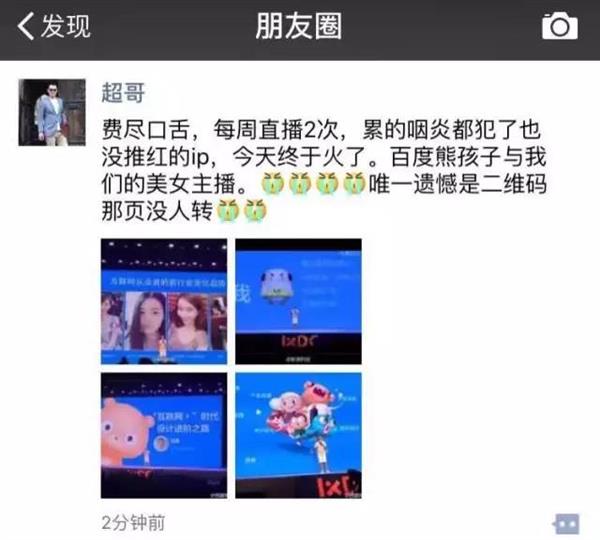 发现
朋友圈
超哥
费尽口舌，每周直播2次，累的咽炎都犯了也
没推红的ip，今天终于火了。百度熊孩子与我
们的美女主播。唯一遗憾是二维码
那页没人转
我
IXDC
"互联网+"时代
设计进阶之路
IXD
2分钟前